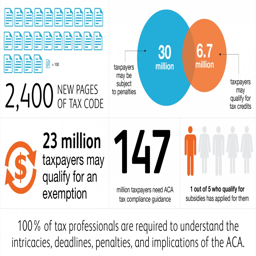 = 100
2,400 NEW PAGES
OF TAX CODE
taxpayers
may be
subject
to penalties
30
million
6.7
million
taxpayers
may
qualify for
tax credits
23 million
taxpayers may
qualify for an
exemption
147
million taxpayers need ACA
tax compliance guidance
1 out of 5 who qualify for
subsidies has applied for them
100% of tax professionals are required to understand the
intricacies, deadlines, penalties, and implications of the ACA.